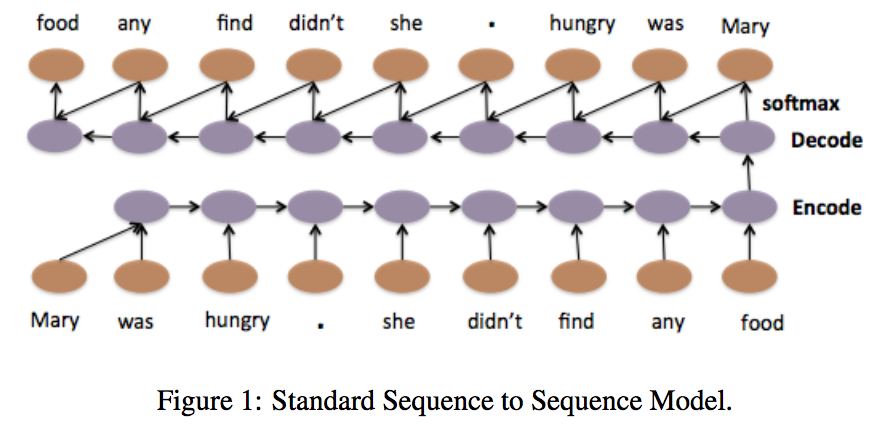 food any find didn't she . hungry was Mary
softmax
Decode
Encode
Mary was hungry . she didn't find any food
Figure 1: Standard Sequence to Sequence Model.